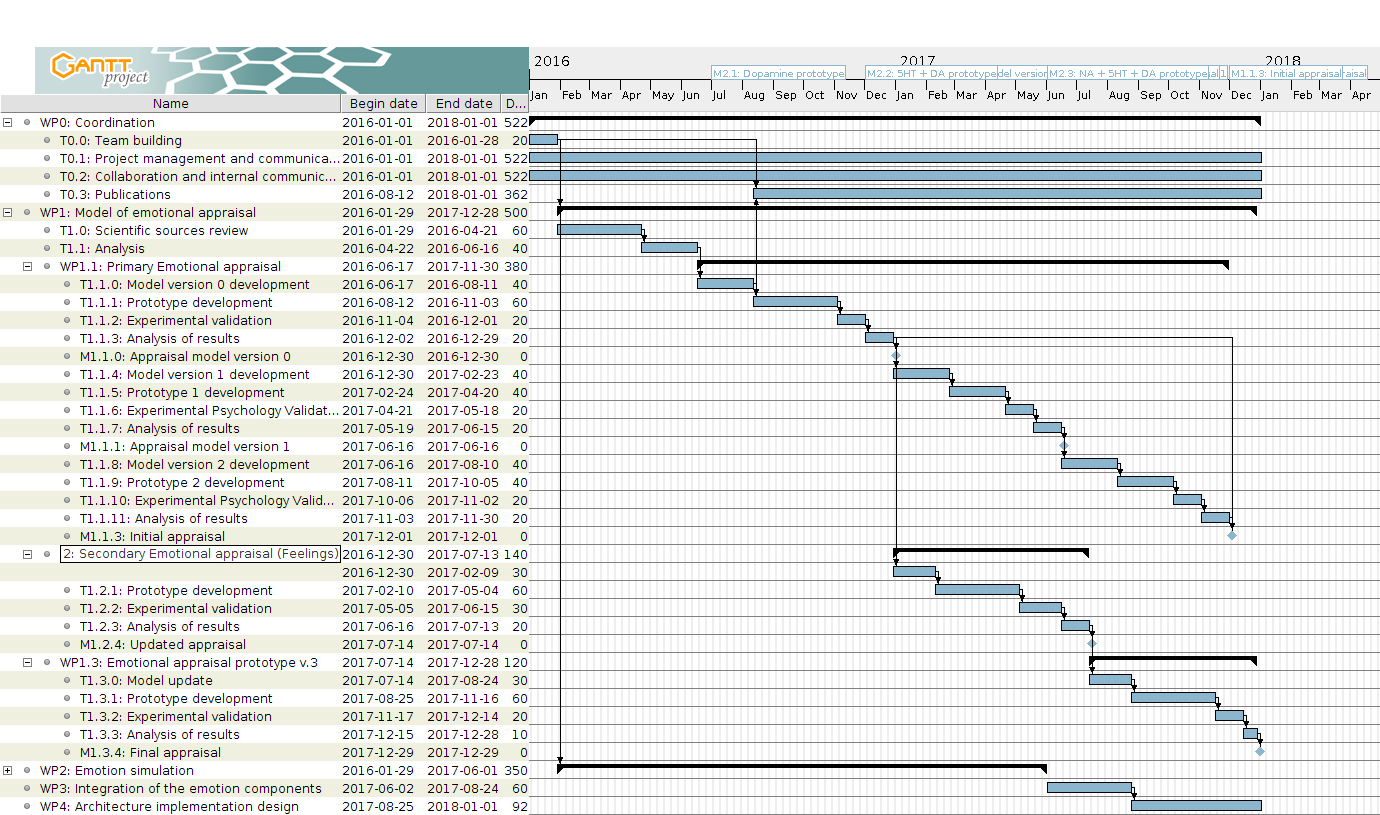 GANTT
project
2016 2017 2018
M2.1: Dopamine prototype M2.2: 5HT + DA prototype del version M2.3: NA + 5HT + DA prototype al 1 M1.1.3: Initial appraisal raisal
Jan Feb Mar Apr May Jun Jul Aug Sep Oct Nov Dec Jan Feb Mar Apr May Jun Jul Aug Sep Oct Nov Dec Jan Feb Mar Apr
Name Begin date End date D...
WP0: Coordination 2016-01-01 2018-01-01 522
T0.0: Team building 2016-01-01 2016-01-28 20
T0.1: Project management and communica... 2016-01-01 2018-01-01 522
T0.2: Collaboration and internal communic... 2016-01-01 2018-01-01 522
T0.3: Publications 2016-08-12 2018-01-01 362
WP1: Model of emotional appraisal 2016-01-29 2017-12-28 500
T1.0: Scientific sources review 2016-01-29 2016-04-21 60
T1.1: Analysis 2016-04-22 2016-06-16 40
WP1.1: Primary Emotional appraisal 2016-06-17 2017-11-30 380
T1.1.0: Model version 0 development 2016-06-17 2016-08-11 40
T1.1.1: Prototype development 2016-08-12 2016-11-03 60
T1.1.2: Experimental validation 2016-11-04 2016-12-01 20
T1.1.3: Analysis of results 2016-12-02 2016-12-29 20
M1.1.0: Appraisal model version 0 2016-12-30 2016-12-30 0
T1.1.4: Model version 1 development 2016-12-30 2017-02-23 40
T1.1.5: Prototype 1 development 2017-02-24 2017-04-20 40
T1.1.6: Experimental Psychology Validat... 2017-04-21 2017-05-18 20
T1.1.7: Analysis of results 2017-05-19 2017-06-15 20
M1.1.1: Appraisal model version 1 2017-06-16 2017-06-16 0
T1.1.8: Model version 2 development 2017-06-16 2017-08-10 40
T1.1.9: Prototype 2 development 2017-08-11 2017-10-05 40
T1.1.10: Experimental Psychology Valid... 2017-10-06 2017-11-02 20
T1.1.11: Analysis of results 2017-11-03 2017-11-30 20
M1.1.3: Initial appraisal 2017-12-01 2017-12-01 0
2: Secondary Emotional appraisal (Feelings) 2016-12-30 2017-07-13 140
2016-12-30 2017-02-09 30
T1.2.1: Prototype development 2017-02-10 2017-05-04 60
T1.2.2: Experimental validation 2017-05-05 2017-06-15 30
T1.2.3: Analysis of results 2017-06-16 2017-07-13 20
M1.2.4: Updated appraisal 2017-07-14 2017-07-14 0
WP1.3: Emotional appraisal prototype v.3 2017-07-14 2017-12-28 120
T1.3.0: Model update 2017-07-14 2017-08-24 30
T1.3.1: Prototype development 2017-08-25 2017-11-16 60
T1.3.2: Experimental validation 2017-11-17 2017-12-14 20
T1.3.3: Analysis of results 2017-12-15 2017-12-28 10
M1.3.4: Final appraisal 2017-12-29 2017-12-29 0
WP2: Emotion simulation 2016-01-29 2017-06-01 350
WP3: Integration of the emotion components 2017-06-02 2017-08-24 60
WP4: Architecture implementation design 2017-08-25 2018-01-01 92